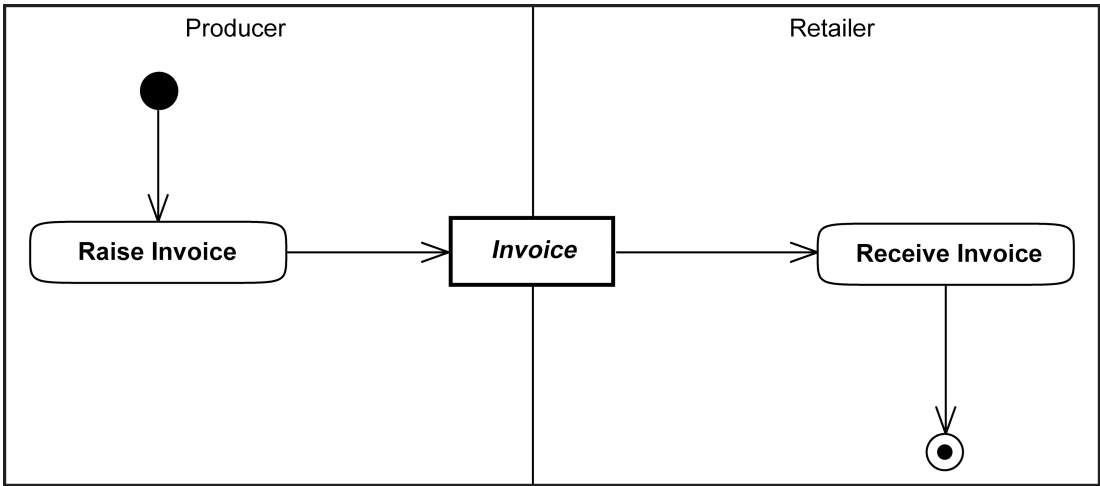 Producer
Retailer
Raise Invoice
Invoice
Receive Invoice